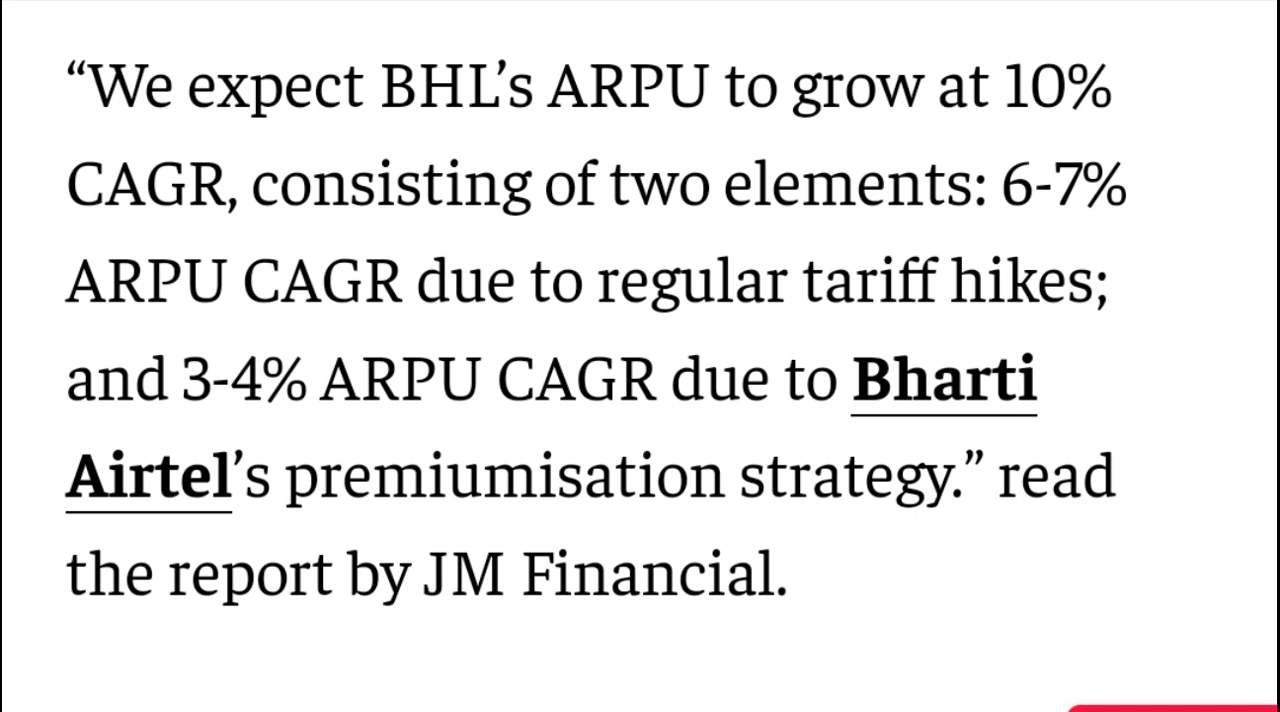 “We expect BHL’s ARPU to grow at 10%
CAGR, consisting of two elements: 6-7%
ARPU CAGR due to regular tariff hikes;
and 3-4% ARPU CAGR due to Bharti
Airtel’s premiumisation strategy.” read
the report by JM Financial.